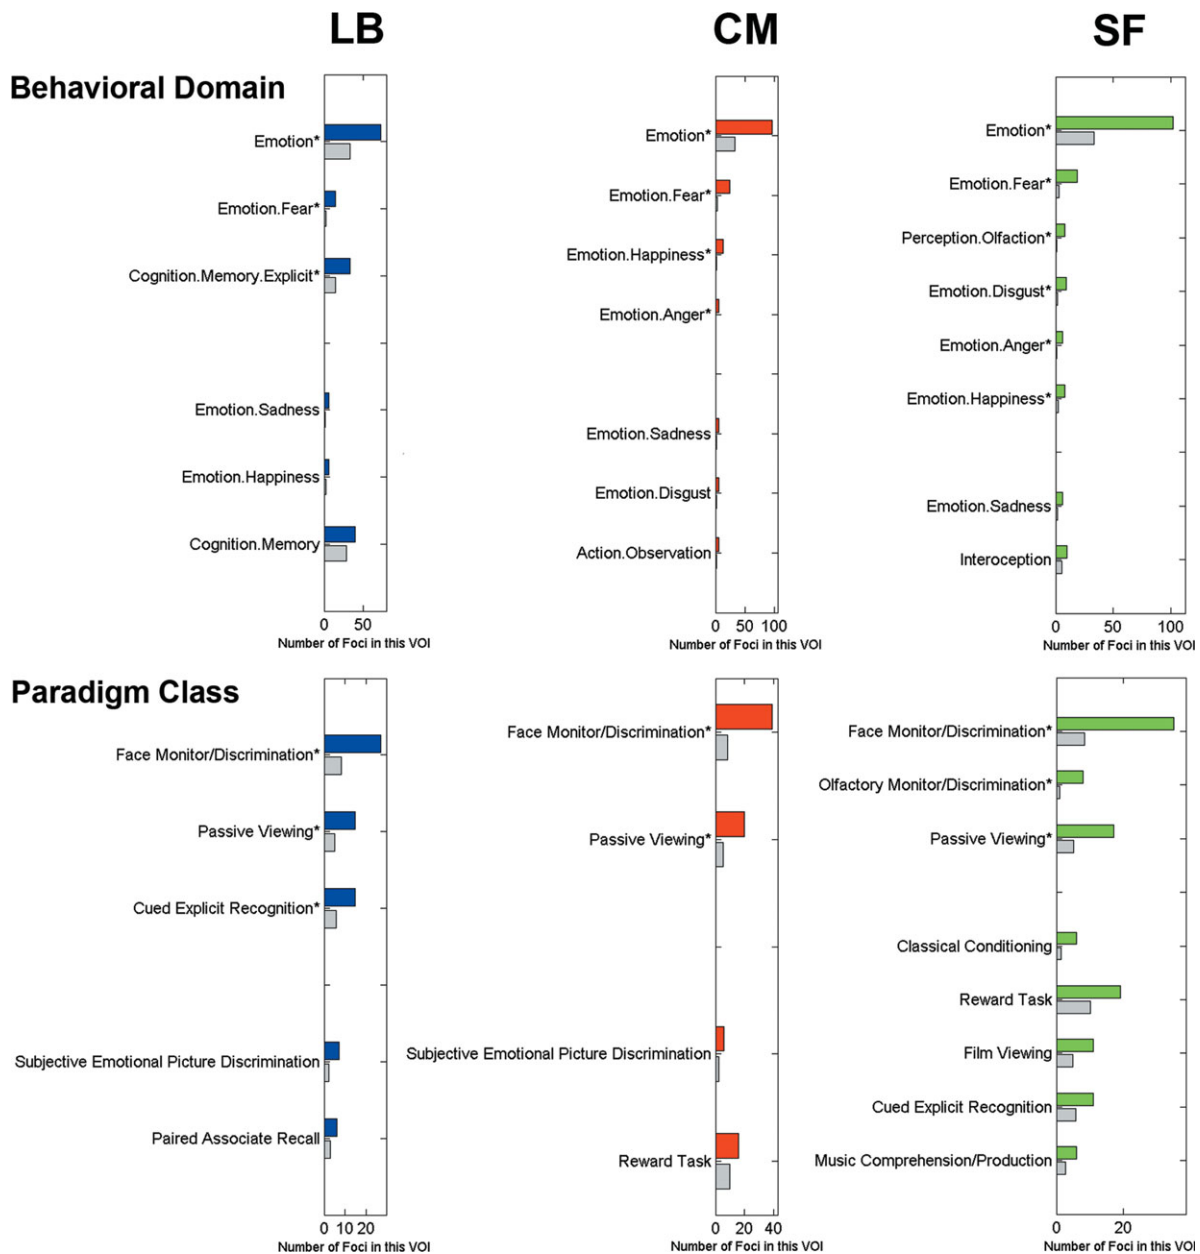 LB
CM
SF
Behavioral Domain
Emotion*
Emotion.Fear*
Cognition.Memory.Explicit*
Emotion.Sadness
Emotion.Happiness
Cognition.Memory
0 50
Number of Foci in this VOI
Emotion*
Emotion.Fear*
Emotion.Happiness*
Emotion.Anger*
Emotion.Sadness
Emotion.Disgust
Action.Observation
0 50 100
Number of Foci in this VOI
Emotion*
Emotion.Fear*
Perception.Olfaction*
Emotion.Disgust*
Emotion.Anger*
Emotion.Happiness*
Emotion.Sadness
Interoception
0 50 100
Number of Foci in this VOI
Paradigm Class
Face Monitor/Discrimination*
Passive Viewing*
Cued Explicit Recognition*
Subjective Emotional Picture Discrimination
Paired Associate Recall
0 10 20
Number of Foci in this VOI
Face Monitor/Discrimination*
Passive Viewing*
Subjective Emotional Picture Discrimination
Reward Task
0 20 40
Number of Foci in this VOI
Face Monitor/Discrimination*
Olfactory Monitor/Discrimination*
Passive Viewing*
Classical Conditioning
Reward Task
Film Viewing
Cued Explicit Recognition
Music Comprehension/Production
0 20
Number of Foci in this VOI